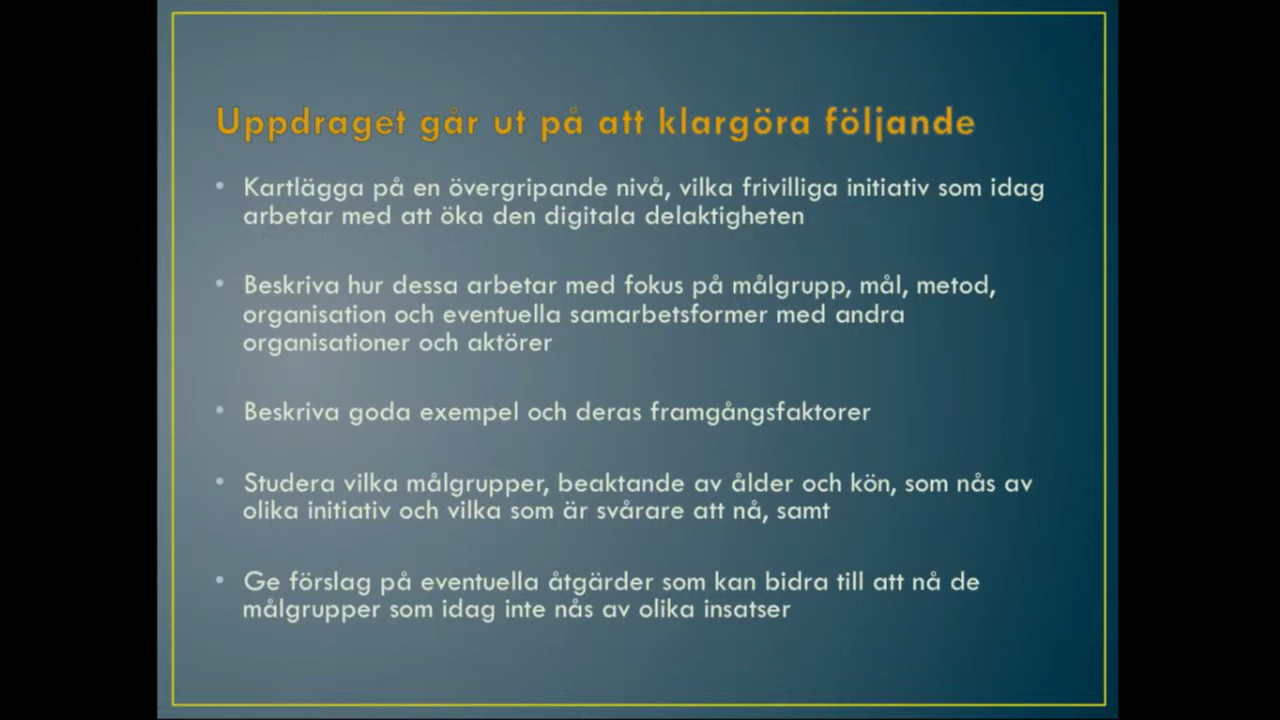 Uppdraget går ut på att klargöra följande
• Kartlägga på en övergripande nivå, vilka frivilliga initiativ som idag
arbetar med att öka den digitala delaktigheten
• Beskriva hur dessa arbetar med fokus på målgrupp, mål, metod,
organisation och eventuella samarbetsformer med andra
organisationer och aktörer
• Beskriva goda exempel och deras framgångsfaktorer
• Studera vilka målgrupper, beaktande av ålder och kön, som nås av
olika initiativ och vilka som är svårare att nå, samt
• Ge förslag på eventuella åtgärder som kan bidra till att nå de
målgrupper som idag inte nås av olika insatser